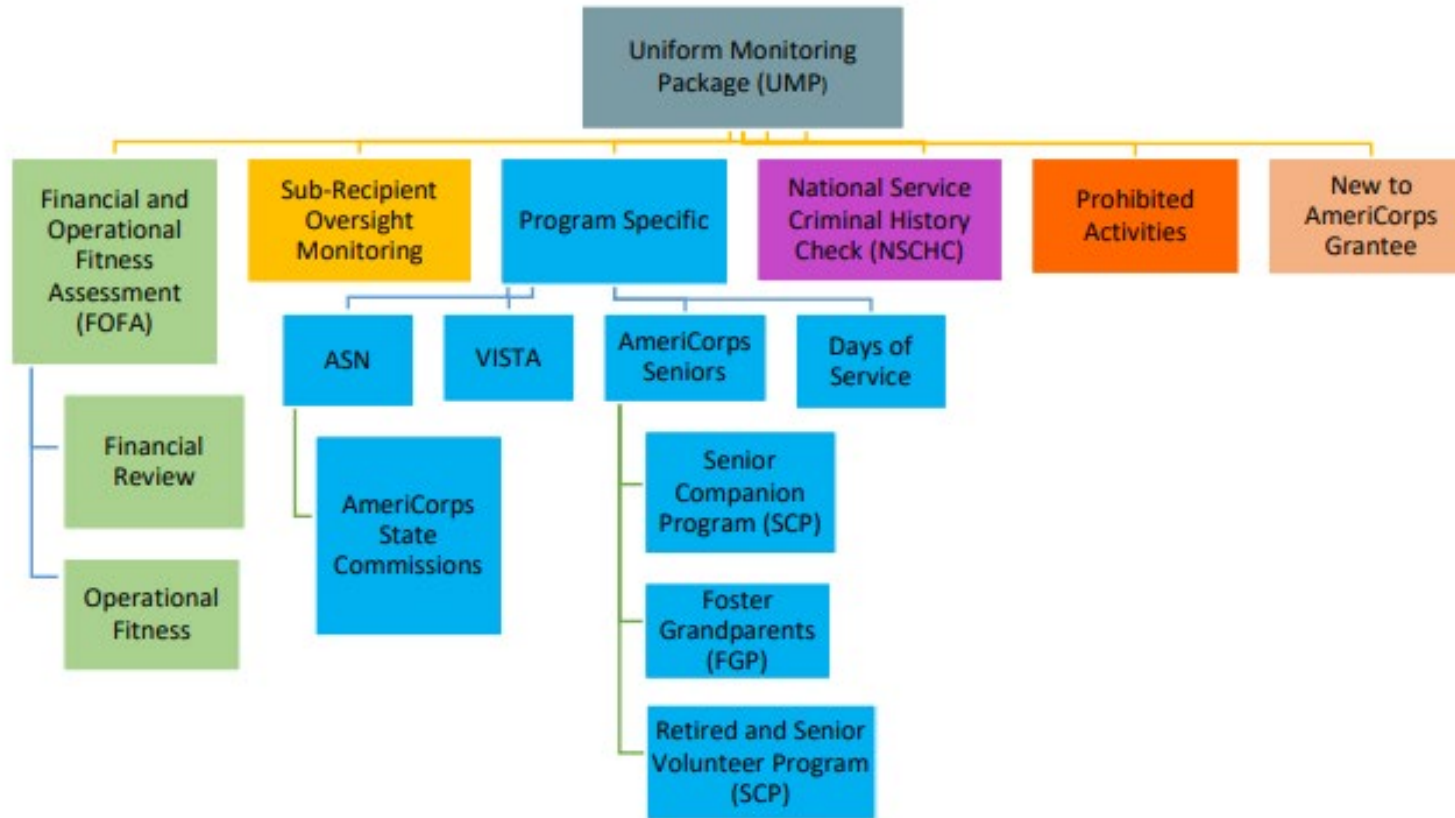 Uniform Monitoring
Package (UMP)
Financial and
Operational
Fitness
Assessment
(FOFA)
Sub-Recipient
Oversight
Monitoring
Program Specific
National Service
Criminal History
Check (NSCHC)
Prohibited
Activities
New to
AmeriCorps
Grantee
ASN
VISTA
AmeriCorps
Seniors
Days of
Service
Financial
Review
Operational
Fitness
AmeriCorps
State
Commissions
Senior
Companion
Program (SCP)
Foster
Grandparents
(FGP)
Retired and Senior
Volunteer Program
(SCP)